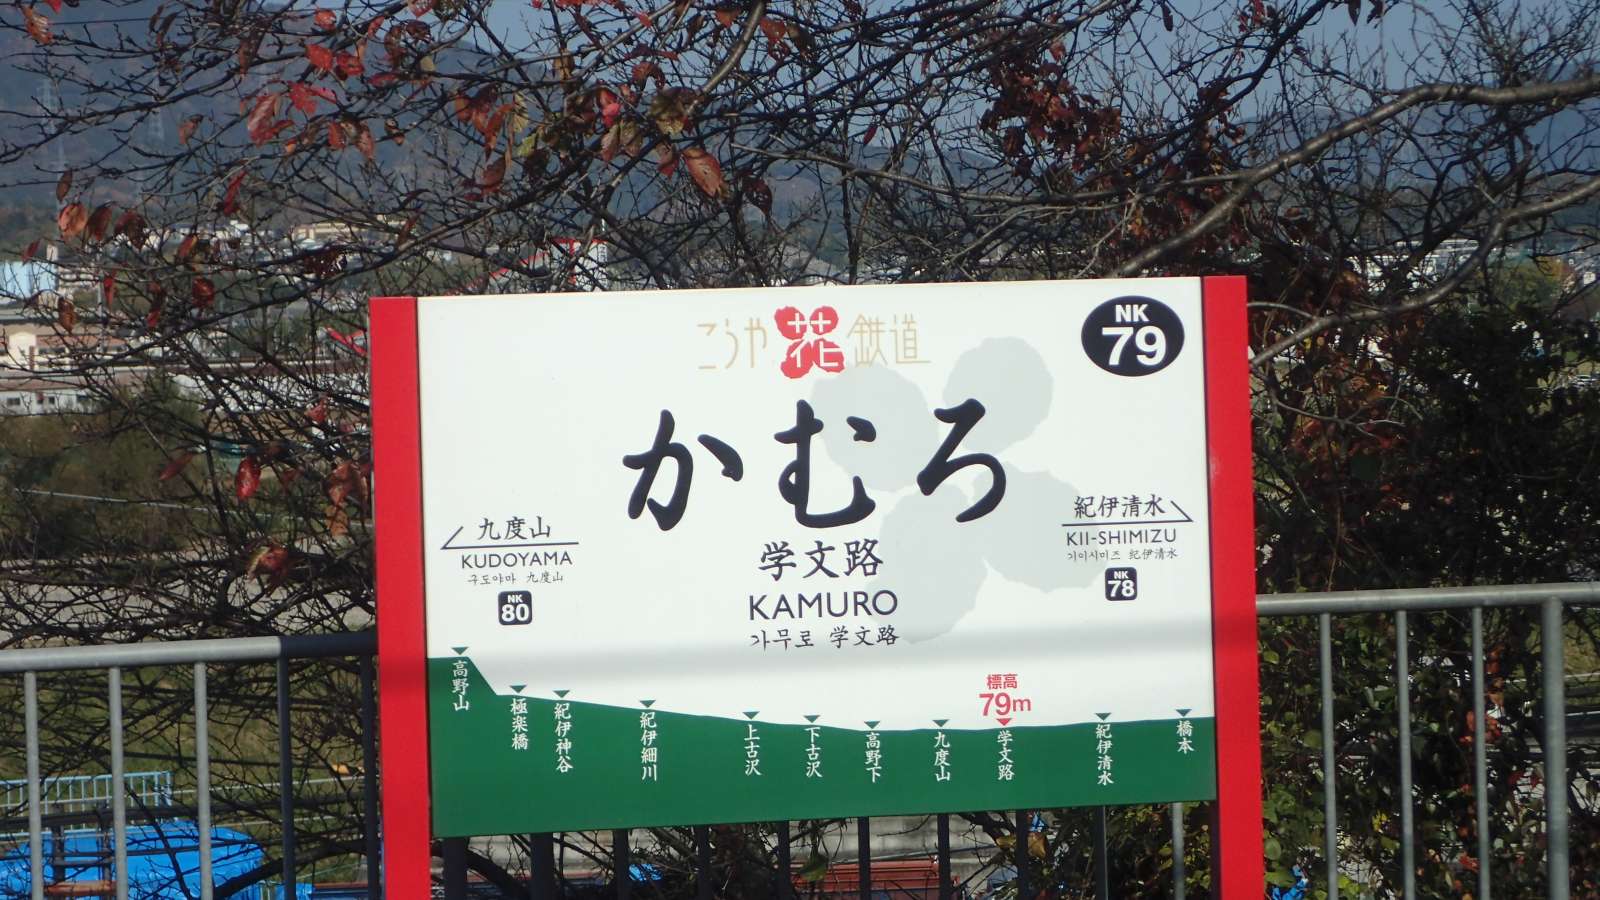 こうや花鉄道
NK
79
かむろ
学文路
KAMURO
가무로 学文路
九度山
KUDOYAMA
구도야마 九度山
NK
80
紀伊清水
KII-SHIMIZU
기이시미즈 紀伊清水
NK
78
標高
79m
高野山
極楽橋
紀伊神谷
紀伊細川
上古沢
下古沢
高野下
九度山
学文路
紀伊清水
橋本